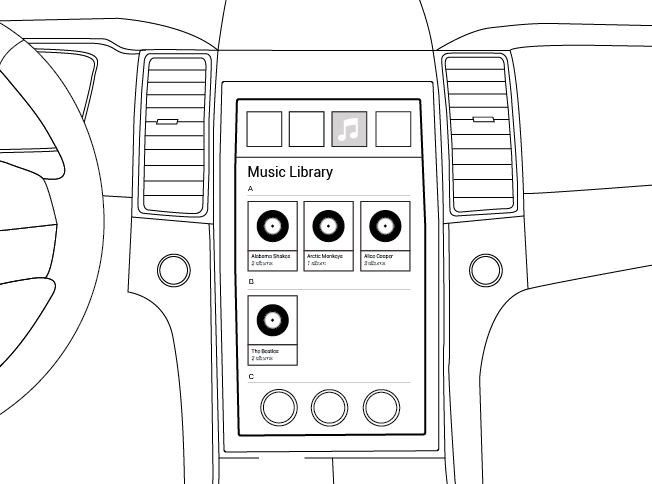 Music Library
A
Alabama Shakes
2 albums
Arctic Monkeys
1 album
Alice Cooper
3 albums
B
The Beatles
2 albums
C